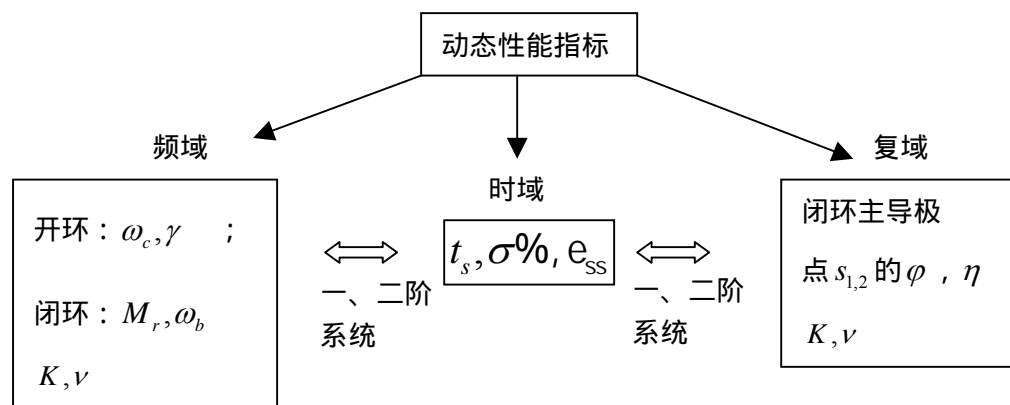 动态性能指标
频域
开环：ω_c,γ ；
闭环：M_r,ω_b
K,ν
一、二阶
系统
时域
t_s,σ%,e_ss
一、二阶
系统
复域
闭环主导极
点 s_1,2 的 φ ，η
K,ν